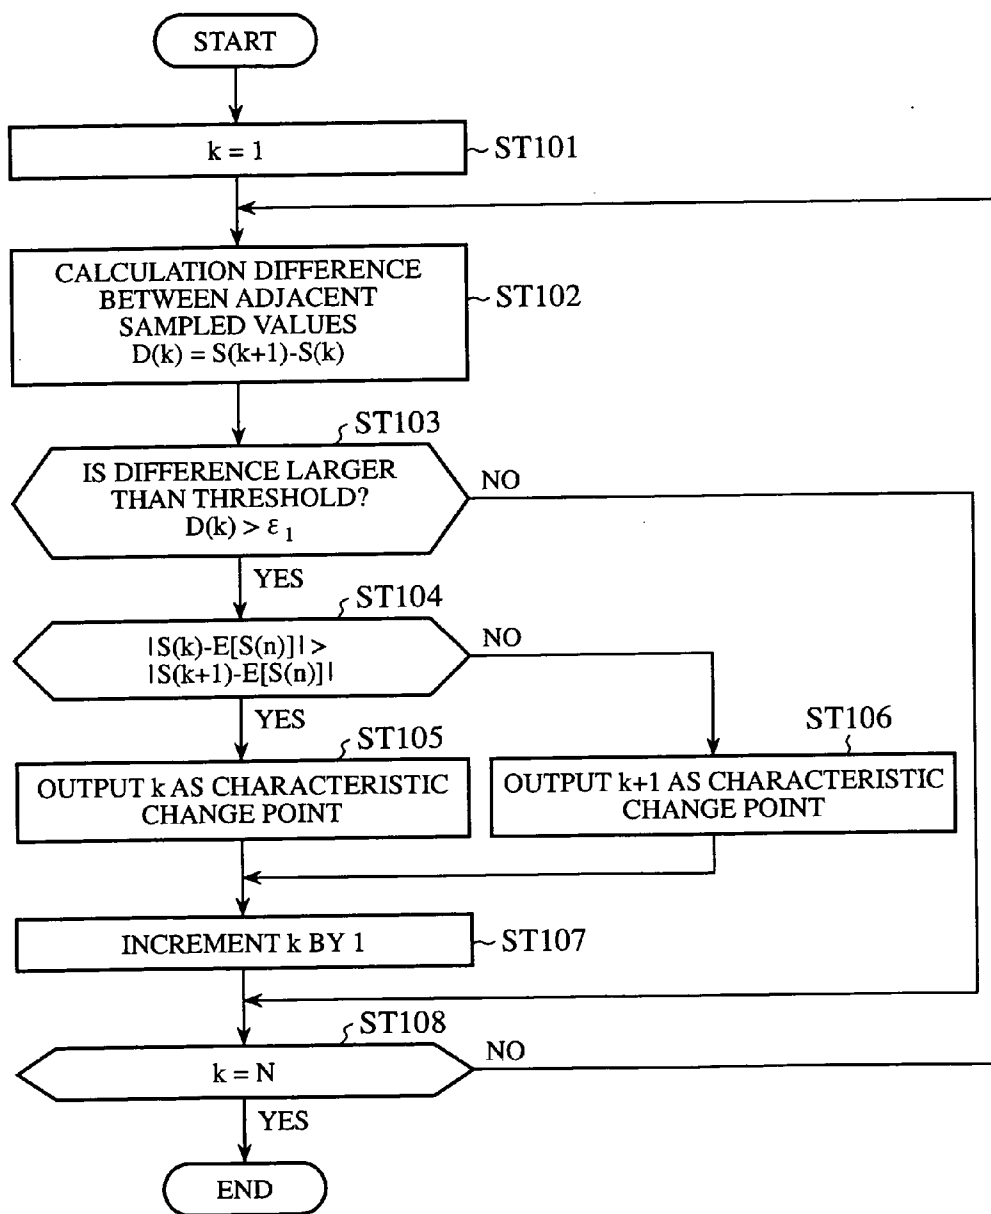 START
k = 1
ST101
CALCULATION DIFFERENCE
BETWEEN ADJACENT
SAMPLED VALUES
D(k) = S(k+1)-S(k)
ST102
ST103
IS DIFFERENCE LARGER
THAN THRESHOLD?
D(k) > ε1
NO
YES
ST104
|S(k)-E[S(n)]| >
|S(k+1)-E[S(n)]|
NO
YES
ST105
OUTPUT k AS CHARACTERISTIC
CHANGE POINT
ST106
OUTPUT k+1 AS CHARACTERISTIC
CHANGE POINT
INCREMENT k BY 1
ST107
ST108
k = N
NO
YES
END